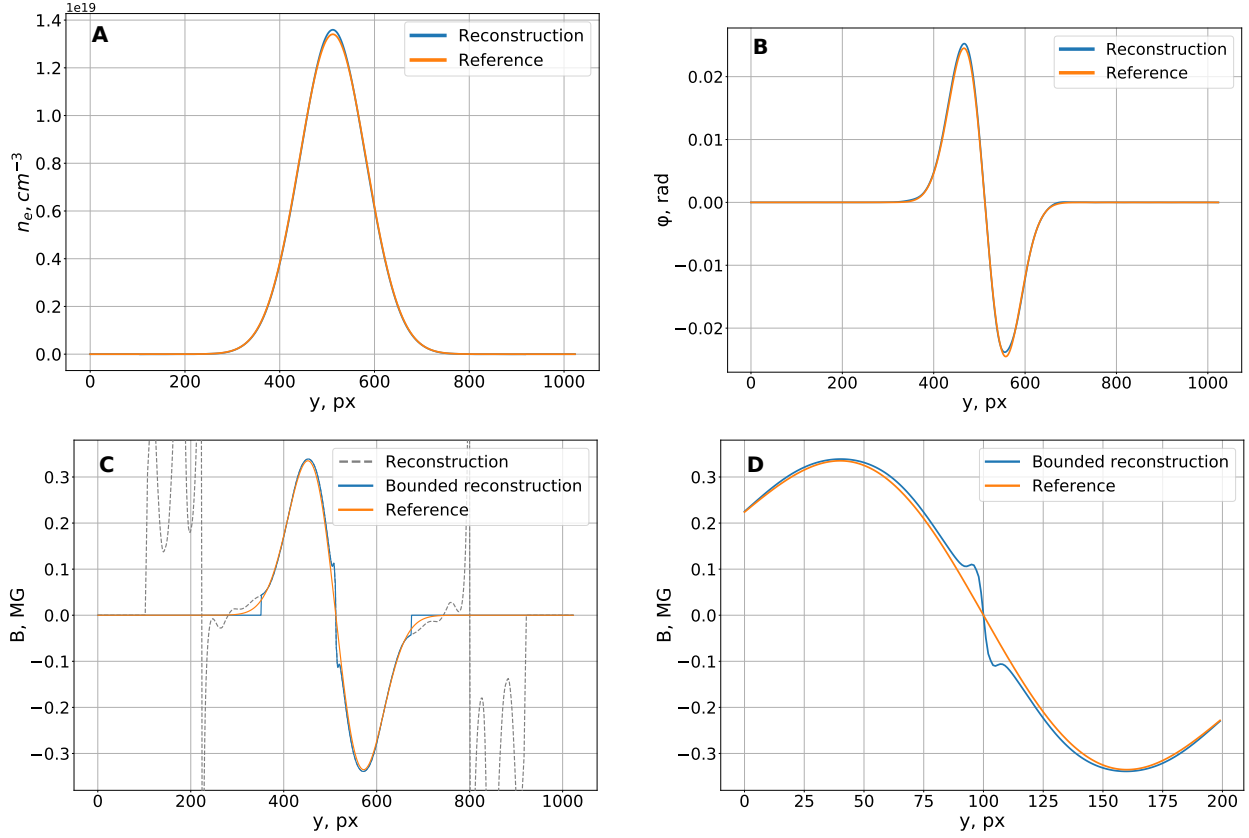 1e19
A
Reconstruction
Reference
1.4
1.2
1.0
0.8
0.6
0.4
0.2
0.0
n_e, cm^{−3}
0 200 400 600 800 1000
y, px
B
Reconstruction
Reference
0.02
0.01
0.00
−0.01
−0.02
φ, rad
0 200 400 600 800 1000
y, px
C
Reconstruction
Bounded reconstruction
Reference
0.3
0.2
0.1
0.0
−0.1
−0.2
−0.3
B, MG
0 200 400 600 800 1000
y, px
D
Bounded reconstruction
Reference
0.3
0.2
0.1
0.0
−0.1
−0.2
−0.3
B, MG
0 25 50 75 100 125 150 175 200
y, px